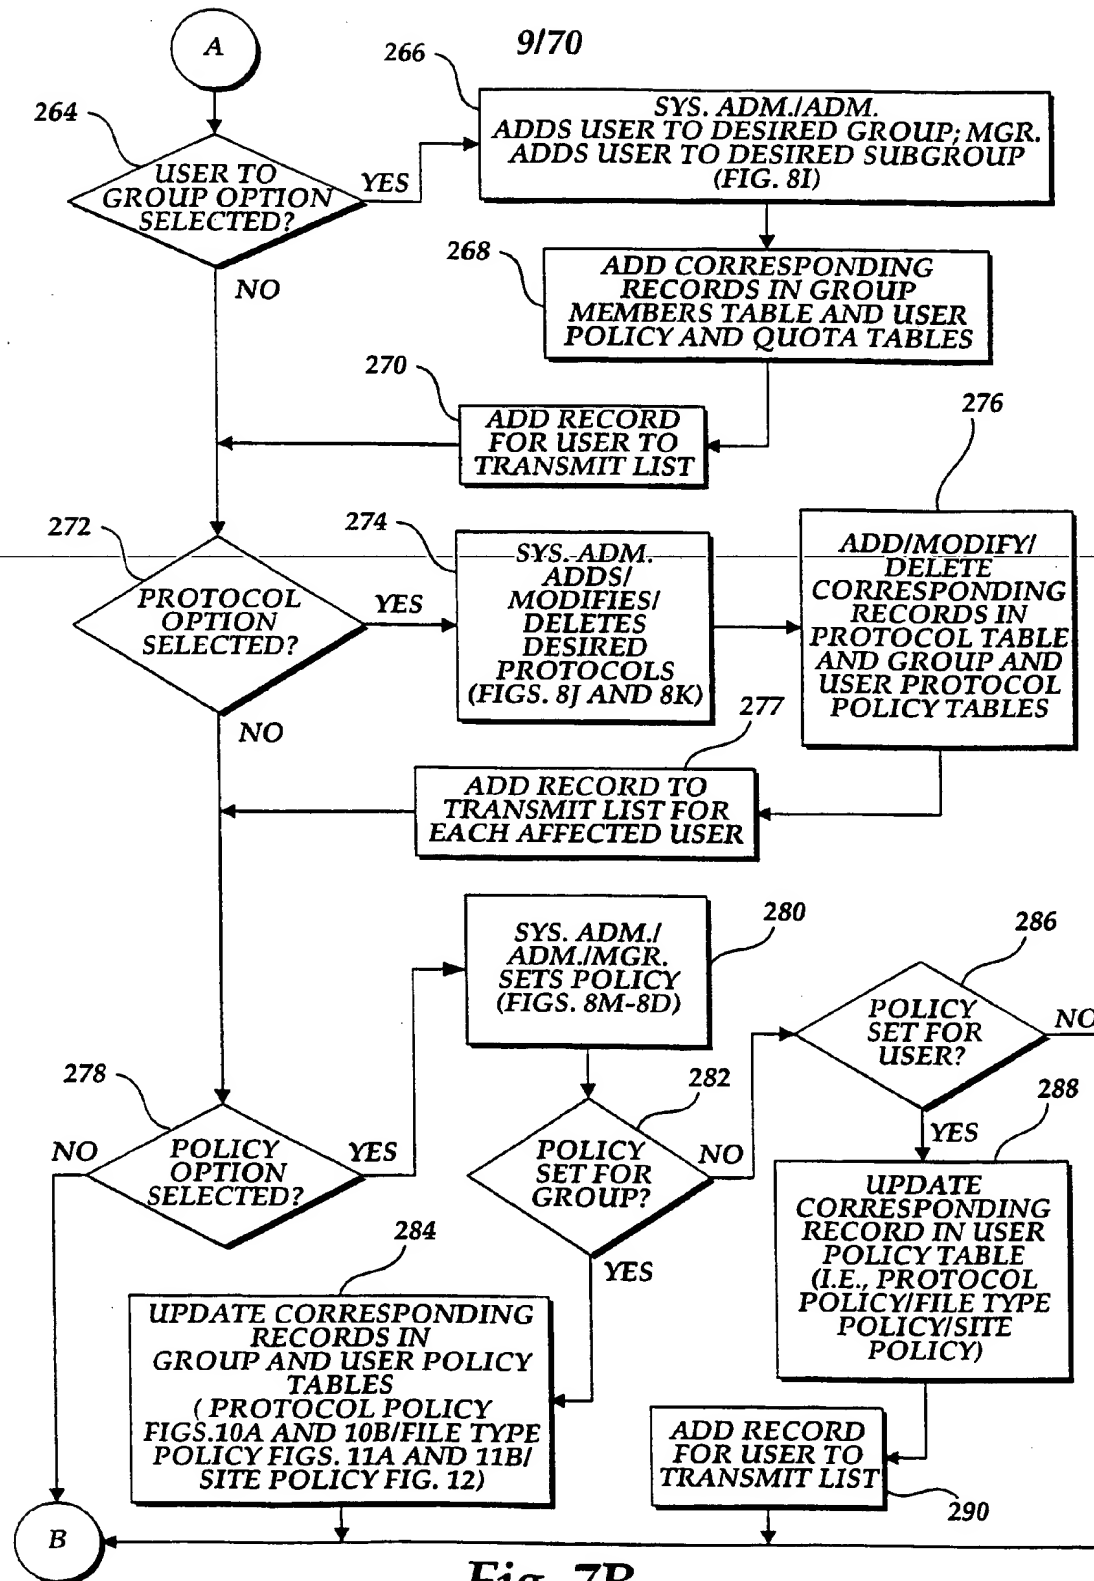 A
9/70
266
264
SYS. ADM./ADM.
ADDS USER TO DESIRED GROUP; MGR.
ADDS USER TO DESIRED SUBGROUP
(FIG. 8I)
USER TO
GROUP OPTION
SELECTED?
YES
NO
268
ADD CORRESPONDING
RECORDS IN GROUP
MEMBERS TABLE AND USER
POLICY AND QUOTA TABLES
270
ADD RECORD
FOR USER TO
TRANSMIT LIST
276
272
274
PROTOCOL
OPTION
SELECTED?
YES
NO
SYS. ADM.
ADDS/
MODIFIES/
DELETES
DESIRED
PROTOCOLS
(FIGS. 8J AND 8K)
ADD/MODIFY/
DELETE
CORRESPONDING
RECORDS IN
PROTOCOL TABLE
AND GROUP AND
USER PROTOCOL
POLICY TABLES
277
ADD RECORD TO
TRANSMIT LIST FOR
EACH AFFECTED USER
280
SYS. ADM./
ADM./MGR.
SETS POLICY
(FIGS. 8M-8D)
286
POLICY
SET FOR
USER?
NO
YES
278
NO
POLICY
OPTION
SELECTED?
YES
282
POLICY
SET FOR
GROUP?
NO
YES
288
UPDATE
CORRESPONDING
RECORD IN USER
POLICY TABLE
(I.E., PROTOCOL
POLICY/FILE TYPE
POLICY/SITE
POLICY)
284
UPDATE CORRESPONDING
RECORDS IN
GROUP AND USER POLICY
TABLES
( PROTOCOL POLICY
FIGS.10A AND 10B/FILE TYPE
POLICY FIGS. 11A AND 11B/
SITE POLICY FIG. 12)
ADD RECORD
FOR USER TO
TRANSMIT LIST
290
B
Fig. 7B